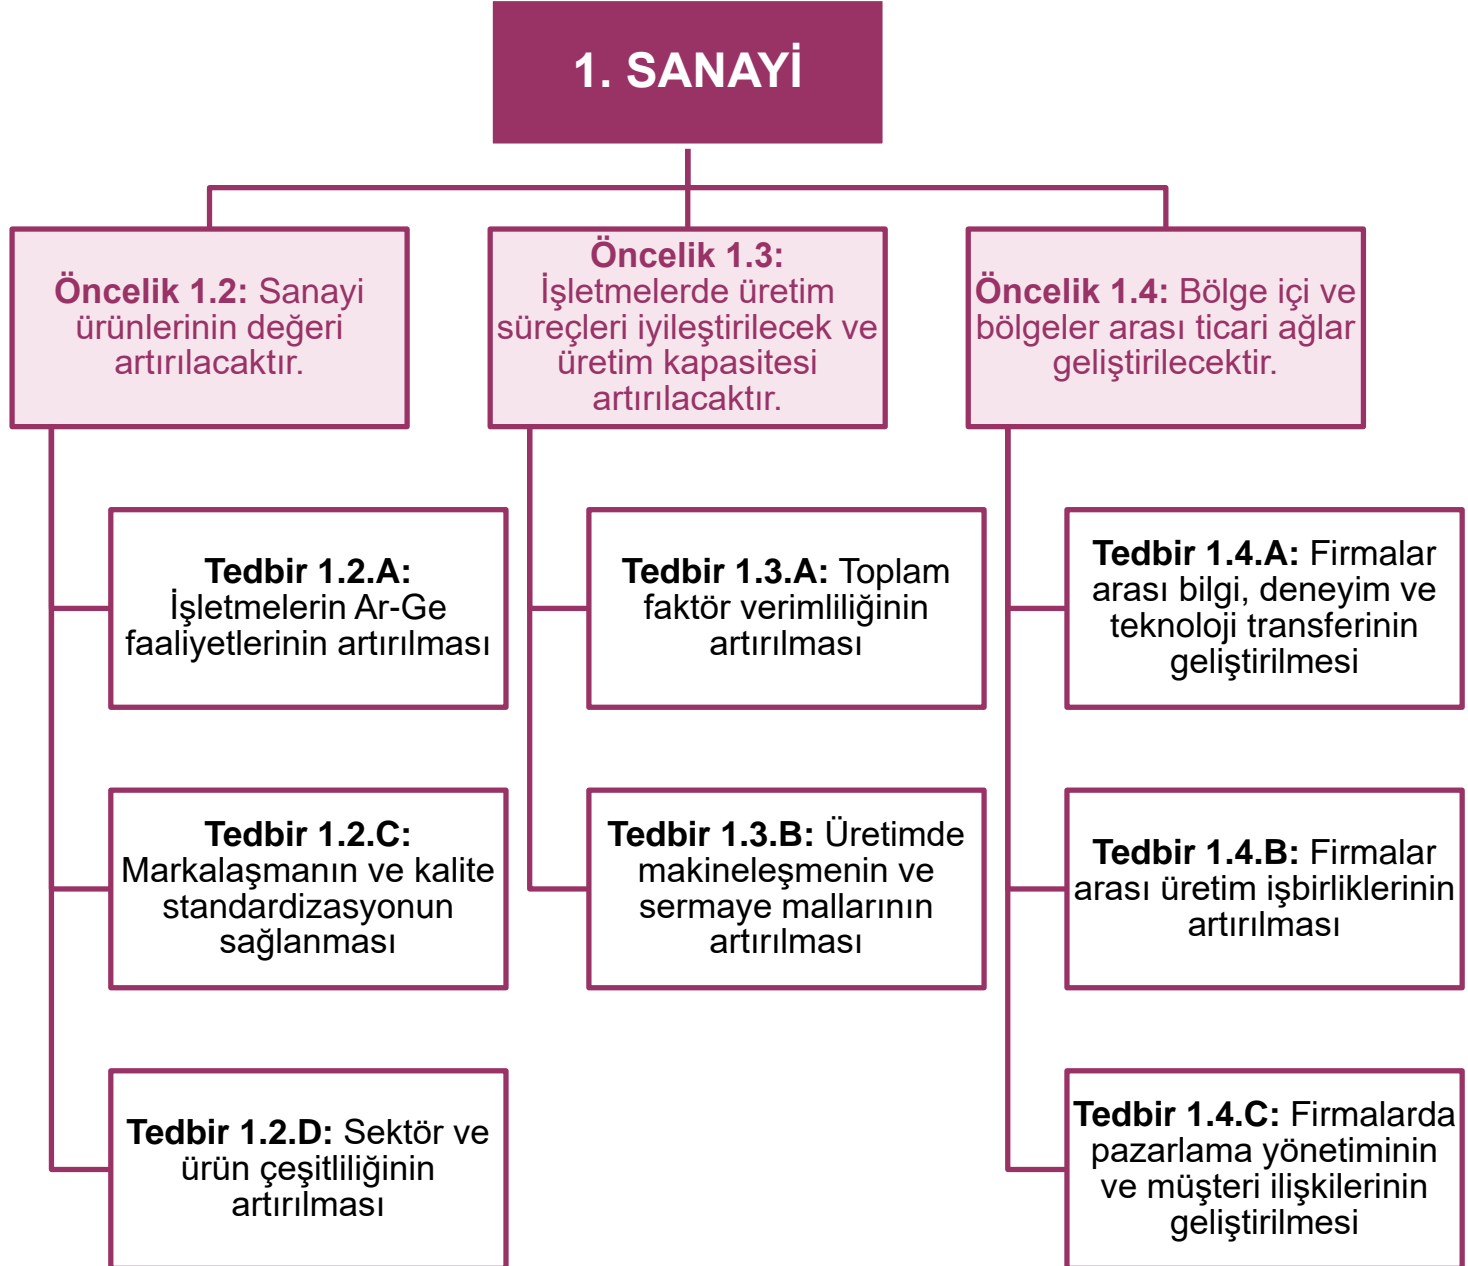 1. SANAYİ
Öncelik 1.2: Sanayi
ürünlerinin değeri
artırılacaktır.
Tedbir 1.2.A:
İşletmelerin Ar-Ge
faaliyetlerinin artırılması
Tedbir 1.2.C:
Markalaşmanın ve kalite
standardizasyonun
sağlanması
Tedbir 1.2.D: Sektör ve
ürün çeşitliliğinin
artırılması
Öncelik 1.3:
İşletmelerde üretim
süreçleri iyileştirilecek ve
üretim kapasitesi
artırılacaktır.
Tedbir 1.3.A: Toplam
faktör verimliliğinin
artırılması
Tedbir 1.3.B: Üretimde
makineleşmenin ve
sermaye mallarının
artırılması
Öncelik 1.4: Bölge içi ve
bölgeler arası ticari ağlar
geliştirilecektir.
Tedbir 1.4.A: Firmalar
arası bilgi, deneyim ve
teknoloji transferinin
geliştirilmesi
Tedbir 1.4.B: Firmalar
arası üretim işbirliklerinin
artırılması
Tedbir 1.4.C: Firmalarda
pazarlama yönetiminin
ve müşteri ilişkilerinin
geliştirilmesi